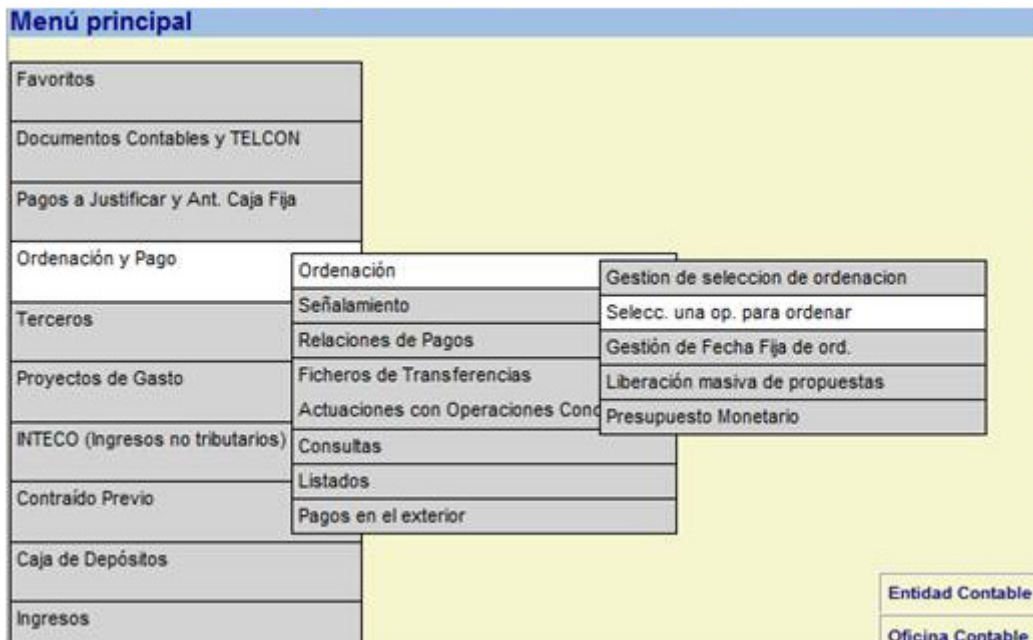 Menú principal
Favoritos
Documentos Contables y TELCON
Pagos a Justificar y Ant. Caja Fija
Ordenación y Pago
Terceros
Proyectos de Gasto
INTECO (Ingresos no tributarios)
Contraído Previo
Caja de Depósitos
Ingresos
Ordenación
Señalamiento
Relaciones de Pagos
Ficheros de Transferencias
Actuaciones con Operaciones
Consultas
Listados
Pagos en el exterior
Gestion de seleccion de ordenacion
Selecc. una op. para ordenar
Gestión de Fecha Fija de ord.
Liberación masiva de propuestas
Presupuesto Monetario
Entidad Contable
Oficina Contable